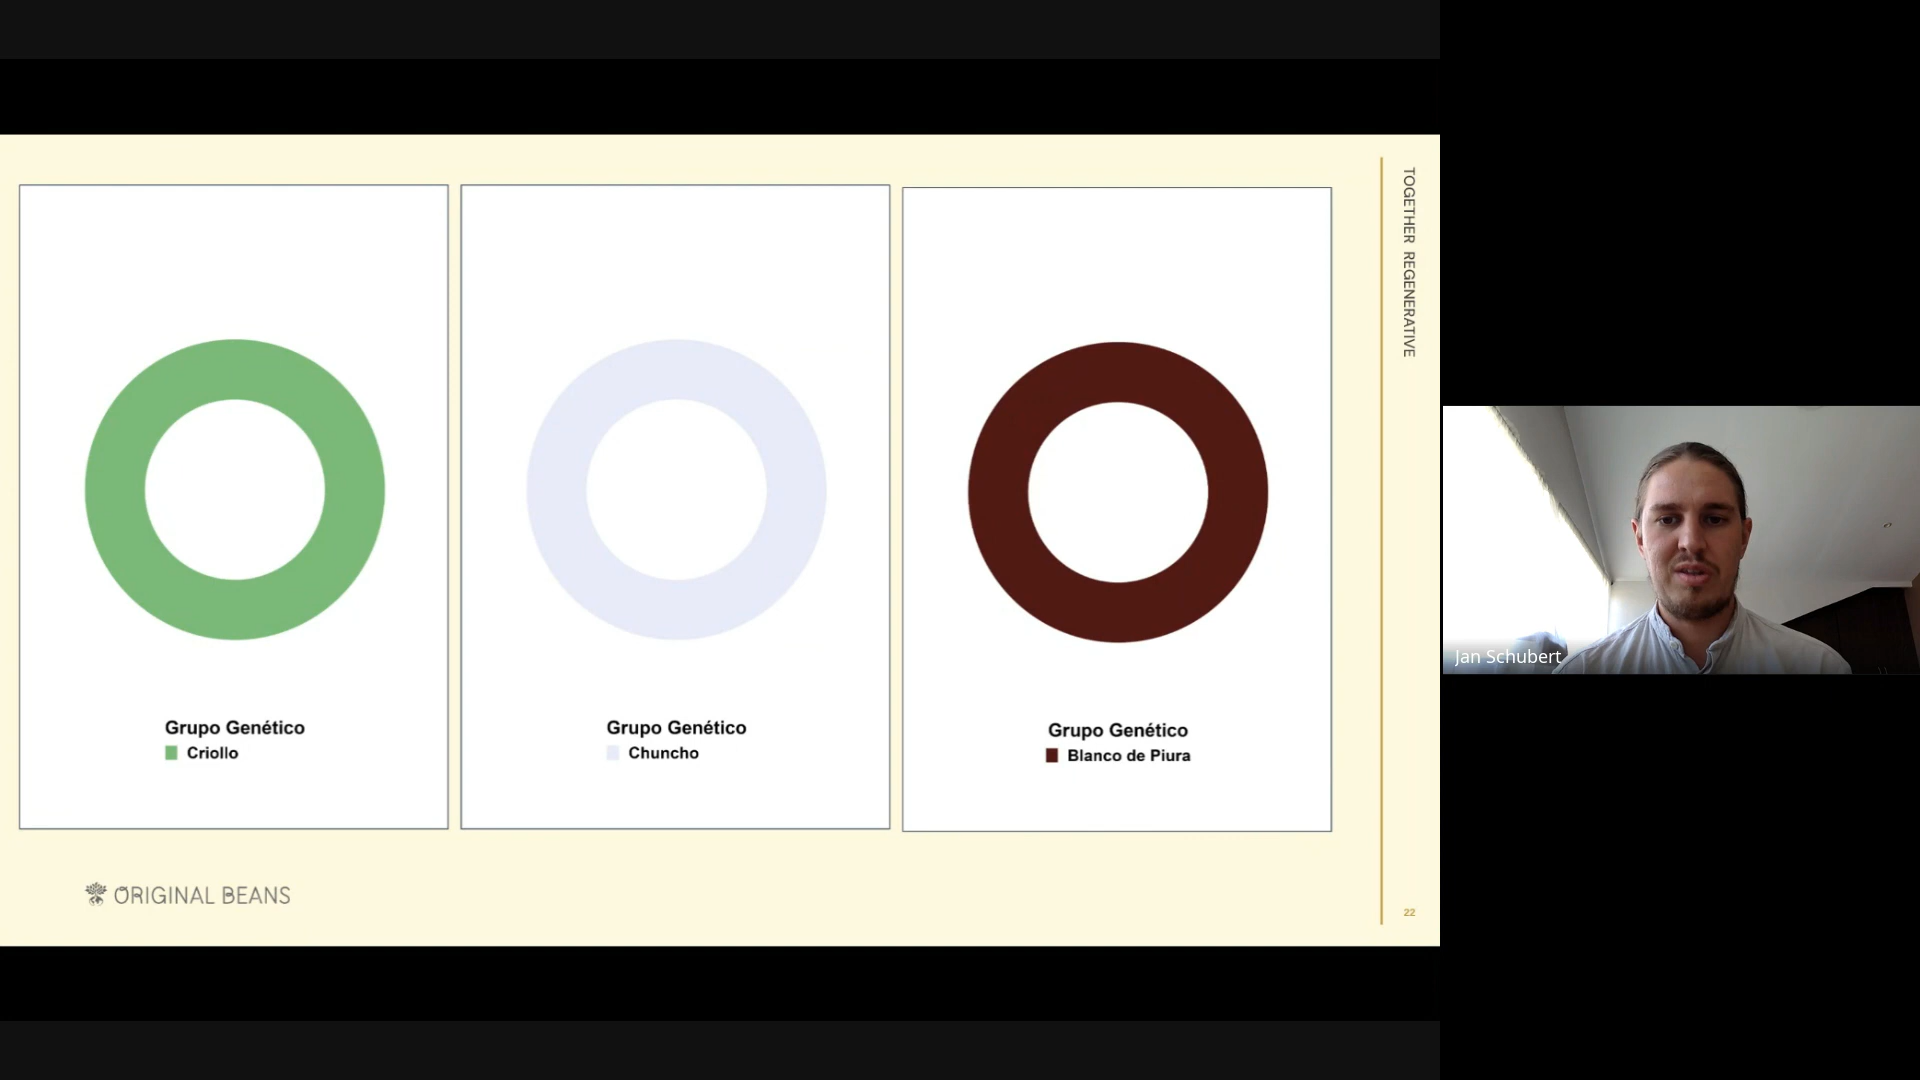 Grupo Genético
Criollo
Grupo Genético
Chuncho
Grupo Genético
Blanco de Piura
TOGETHER REGENERATIVE
ORIGINAL BEANS
22
Jan Schubert